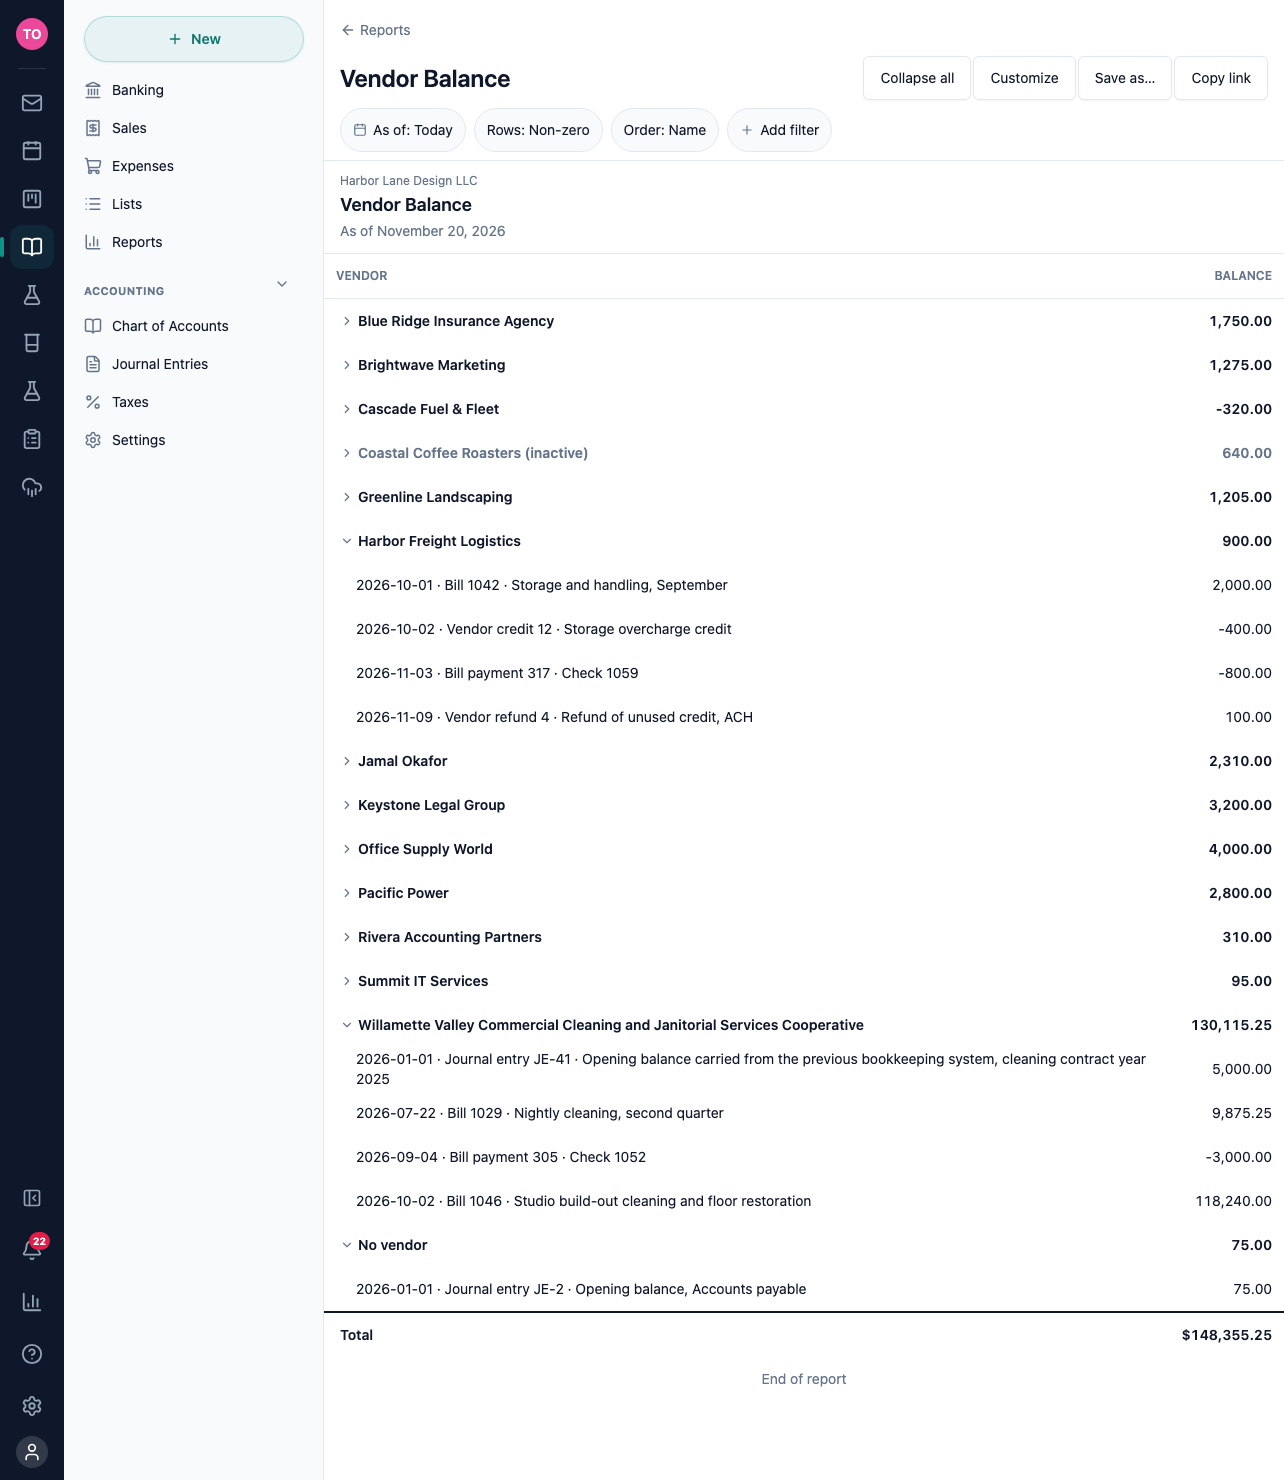 TO
New
Banking
Sales
Expenses
Lists
Reports
ACCOUNTING
Chart of Accounts
Journal Entries
Taxes
Settings
22
Reports
Vendor Balance
Collapse all
Customize
Save as...
Copy link
As of: Today
Rows: Non-zero
Order: Name
Add filter
Harbor Lane Design LLC
Vendor Balance
As of November 20, 2026
VENDOR BALANCE
Blue Ridge Insurance Agency 1,750.00
Brightwave Marketing 1,275.00
Cascade Fuel & Fleet -320.00
Coastal Coffee Roasters (inactive) 640.00
Greenline Landscaping 1,205.00
Harbor Freight Logistics 900.00
2026-10-01 · Bill 1042 · Storage and handling, September 2,000.00
2026-10-02 · Vendor credit 12 · Storage overcharge credit -400.00
2026-11-03 · Bill payment 317 · Check 1059 -800.00
2026-11-09 · Vendor refund 4 · Refund of unused credit, ACH 100.00
Jamal Okafor 2,310.00
Keystone Legal Group 3,200.00
Office Supply World 4,000.00
Pacific Power 2,800.00
Rivera Accounting Partners 310.00
Summit IT Services 95.00
Willamette Valley Commercial Cleaning and Janitorial Services Cooperative 130,115.25
2026-01-01 · Journal entry JE-41 · Opening balance carried from the previous bookkeeping system, cleaning contract year
2025 5,000.00
2026-07-22 · Bill 1029 · Nightly cleaning, second quarter 9,875.25
2026-09-04 · Bill payment 305 · Check 1052 -3,000.00
2026-10-02 · Bill 1046 · Studio build-out cleaning and floor restoration 118,240.00
No vendor 75.00
2026-01-01 · Journal entry JE-2 · Opening balance, Accounts payable 75.00
Total $148,355.25
End of report